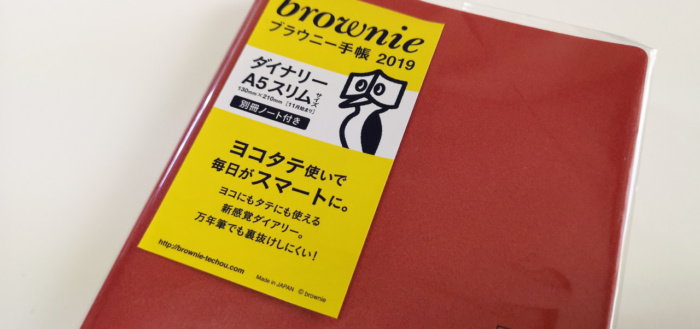 brownie
ブラウニー手帳 2019
ダイナリー
A5スリムサイズ
130mm×210mm [11月始まり]
別冊ノート付き
ヨコタテ使いで
毎日がスマートに。
ヨコにもタテにも使える
新感覚ダイアリー。
万年筆でも裏抜けしにくい!
http://brownie-techou.com
Made in JAPAN © brownie